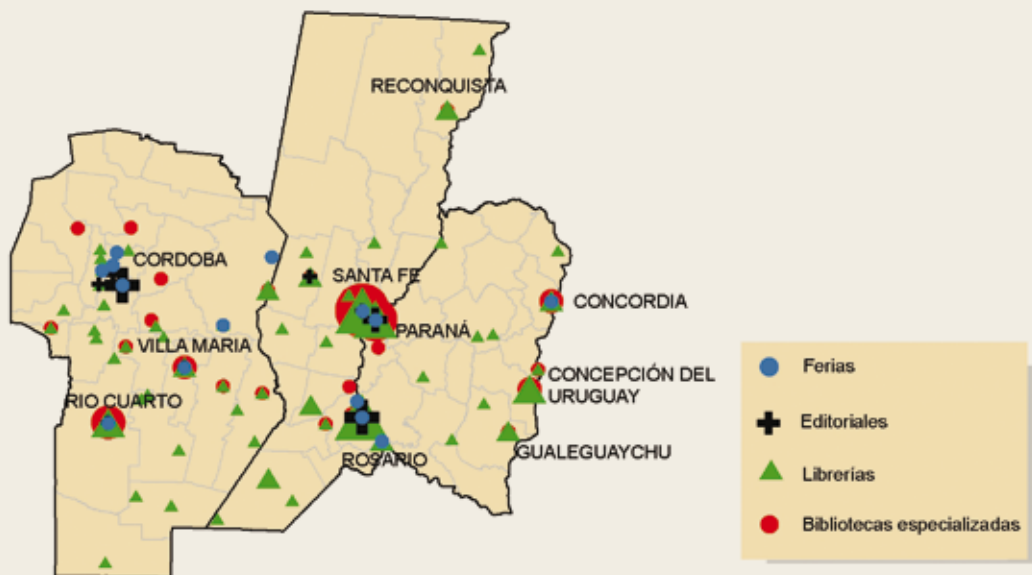 RECONQUISTA
CORDOBA
SANTA FE
CONCORDIA
PARANÁ
VILLA MARIA
CONCEPCIÓN DEL
URUGUAY
RIO CUARTO
GUALEGUAYCHU
ROSARIO
Ferias
Editoriales
Librerías
Bibliotecas especializadas